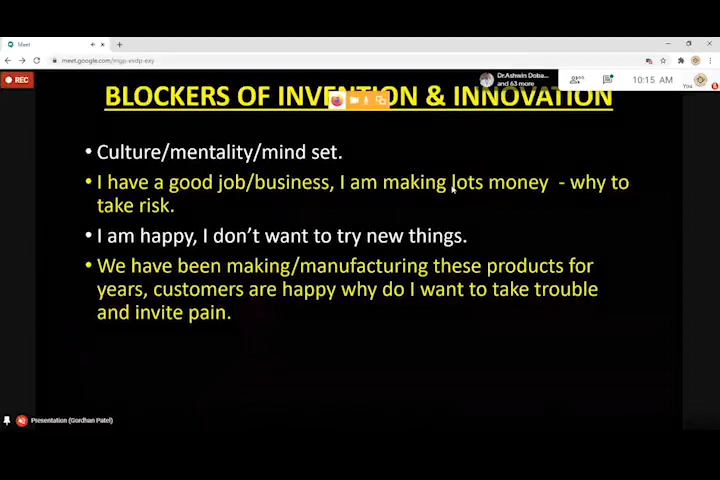 Meet
meet.google.com/mgp-exdp-exy
REC
Dr.Ashwin Doba...
and 63 more
10:15 AM
You
BLOCKERS OF INVENTION & INNOVATION
• Culture/mentality/mind set.
• I have a good job/business, I am making lots money - why to
take risk.
• I am happy, I don't want to try new things.
• We have been making/manufacturing these products for
years, customers are happy why do I want to take trouble
and invite pain.
Presentation (Gordhan Patel)